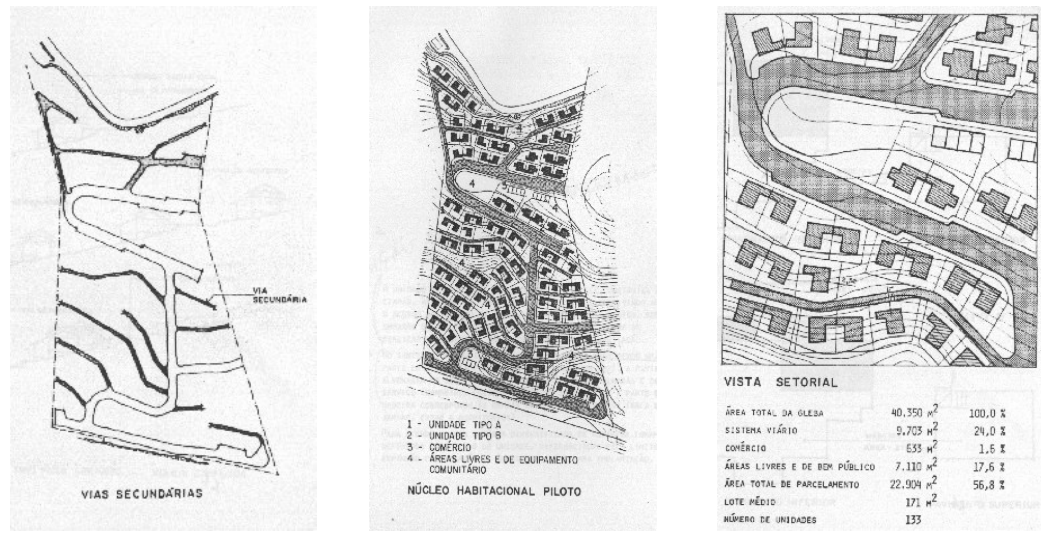 VIA
SECUNDÁRIA
VIAS SECUNDÁRIAS
4
3
1 - UNIDADE TIPO A
2 - UNIDADE TIPO B
3 - COMÉRCIO
4 - ÁREAS LIVRES E DE EQUIPAMENTO
COMUNITÁRIO
NÚCLEO HABITACIONAL PILOTO
VISTA SETORIAL
ÁREA TOTAL DA GLEBA 40.350 M2 100,0 %
SISTEMA VIÁRIO 9.703 M2 24,0 %
COMÉRCIO 633 M2 1,6 %
ÁREAS LIVRES E DE BEM PÚBLICO 7.110 M2 17,6 %
ÁREA TOTAL DE PARCELAMENTO 22.904 M2 56,8 %
LOTE MÉDIO 171 M2
NÚMERO DE UNIDADES 133